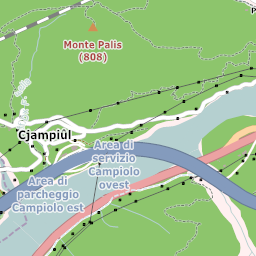 P
Monte Palis
(808)
Cjampiùl
Area di
servizio
Campiolo
ovest
Area di
parcheggio
Campiolo est